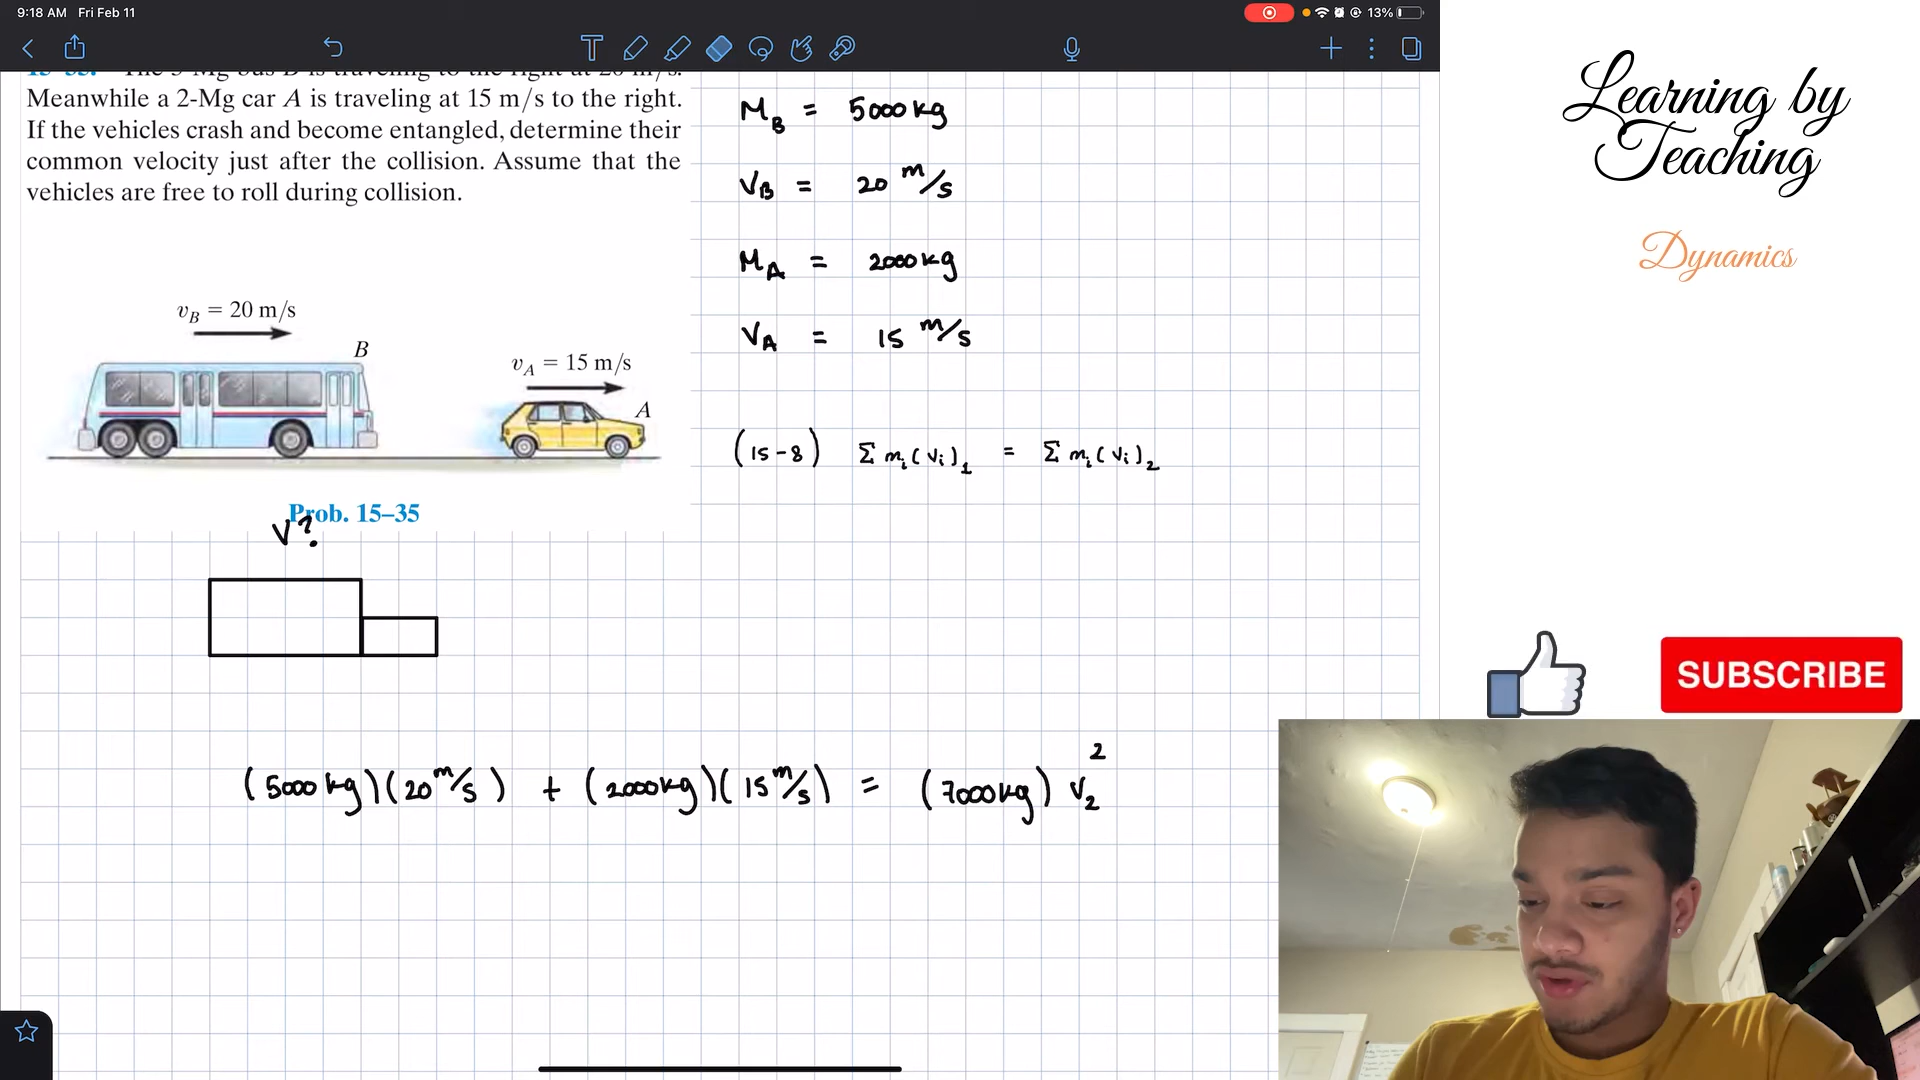 9:18 AM Fri Feb 11
13%
Meanwhile a 2-Mg car A is traveling at 15 m/s to the right.
If the vehicles crash and become entangled, determine their
common velocity just after the collision. Assume that the
vehicles are free to roll during collision.
v_B = 20 m/s
B
v_A = 15 m/s
A
Prob. 15–35
V?
M_B = 5000 kg
V_B = 20 m/s
M_A = 2000 kg
V_A = 15 m/s
(15-8) Σ m_i (v_i)_1 = Σ m_i (v_i)_2
(5000 kg)(20 m/s) + (2000 kg)(15 m/s) = (7000 kg) v_2^2
Learning by
Teaching
Dynamics
SUBSCRIBE